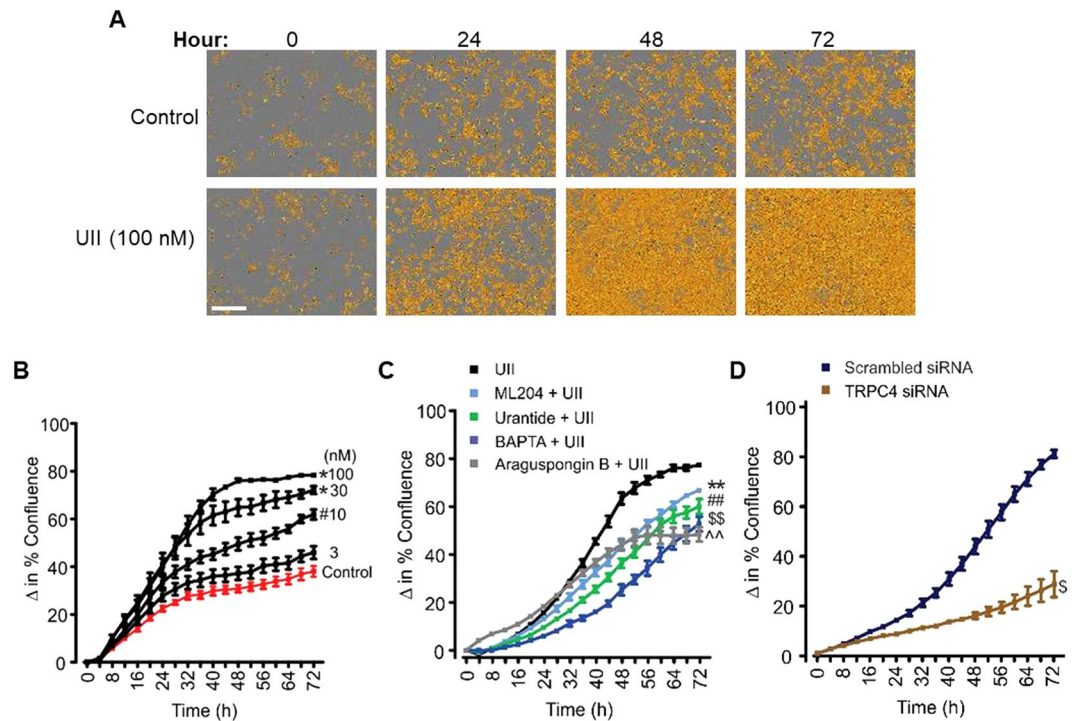 A
Hour: 0 24 48 72
Control
UII (100 nM)
B
Δ in % Confluence
100
80
60
40
20
0
0 8 16 24 32 40 48 56 64 72
Time (h)
(nM)
*100
*30
#10
3
Control
C
UII
ML204 + UII
Urantide + UII
BAPTA + UII
Araguspongin B + UII
Δ in % Confluence
100
80
60
40
20
0
0 8 16 24 32 40 48 56 64 72
Time (h)
**
##
$$
^^
D
Scrambled siRNA
TRPC4 siRNA
Δ in % Confluence
100
80
60
40
20
0
0 8 16 24 32 40 48 56 64 72
Time (h)
$